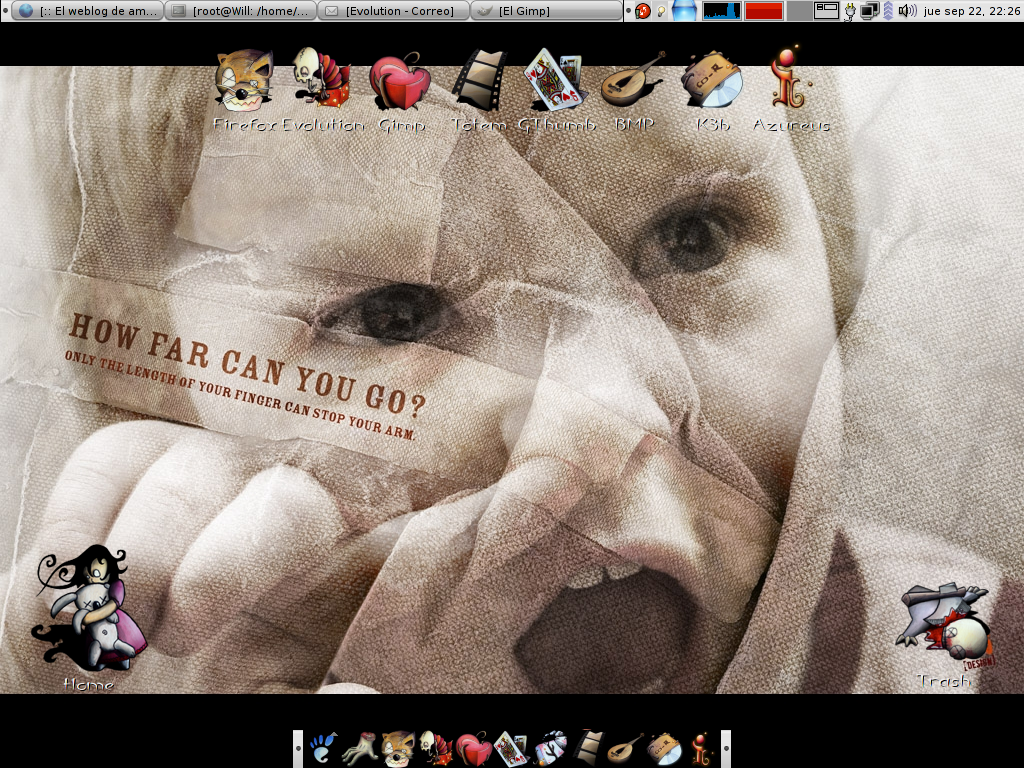 [:: El weblog de am...
[root@Will: /home/...
[Evolution - Correo]
[El Gimp]
jue sep 22, 22:26
Firefox
Evolution
Gimp
Totem
GThumb
BMP
K3b
Azureus
CD-R
HOW FAR CAN YOU GO?
ONLY THE LENGTH OF YOUR FINGER CAN STOP YOUR ARM.
Home
[DESIGN]
Trash